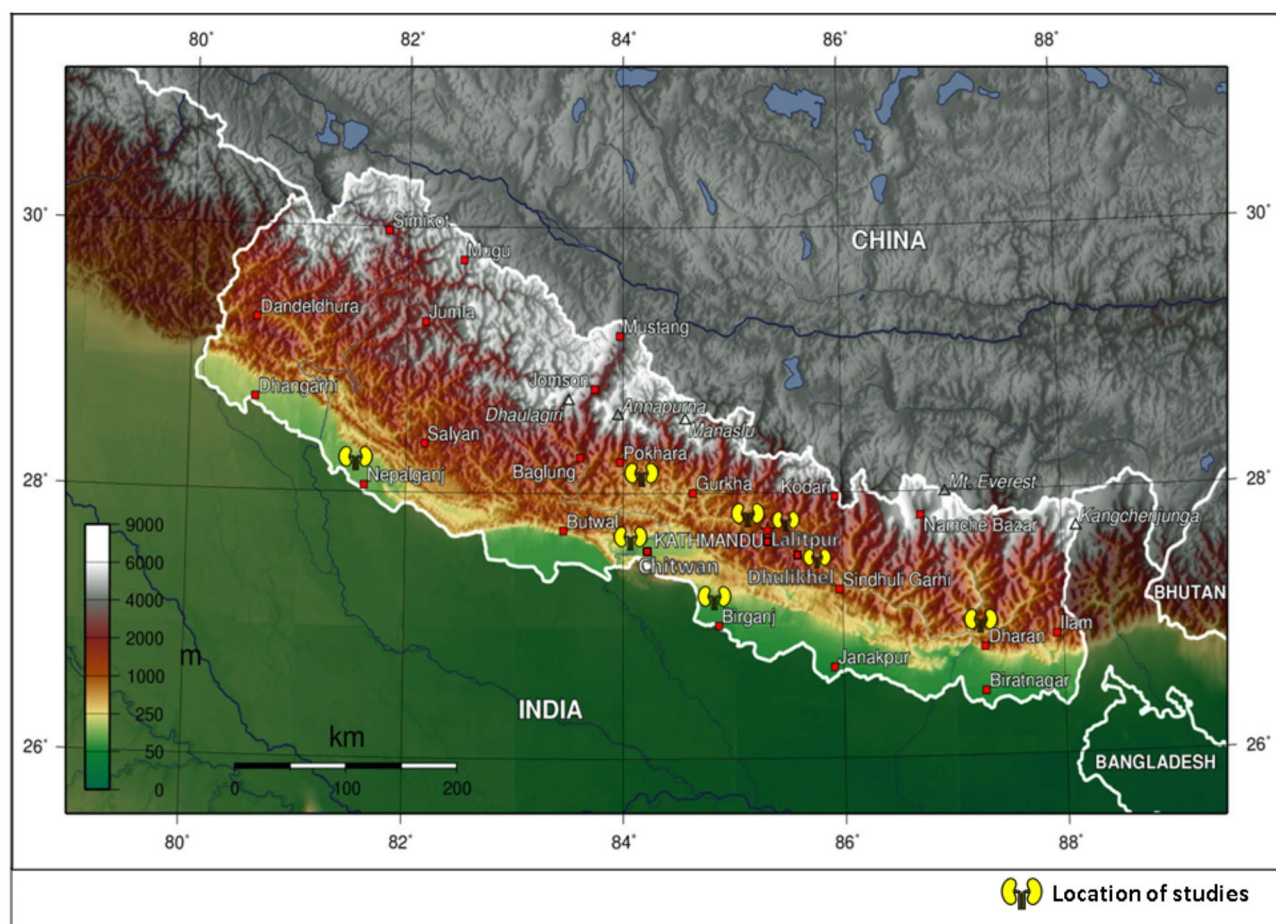 80° 82° 84° 86° 88°
30° 30°
CHINA
Simikot
Mugu
Dandeldhura
Jumla
Mustang
Jomson
Dhangarhi
Dhaulagiri
Annapurna
Manaslu
Salyan
Baglung
Pokhara
28° 28°
Nepalganj
Gurkha
Kodari
Mt. Everest
Namche Bazar
Kangchenjunga
9000
6000
4000
2000
1000
250
50
0
m
Butwal
KATHMANDU
Lalitpur
Chitwan
Dhulikhel
Sindhuli Garhi
BHUTAN
Birganj
Ilam
Dharan
Janakpur
Biratnagar
INDIA
km
0 100 200
26° 26°
BANGLADESH
80° 82° 84° 86° 88°
Location of studies